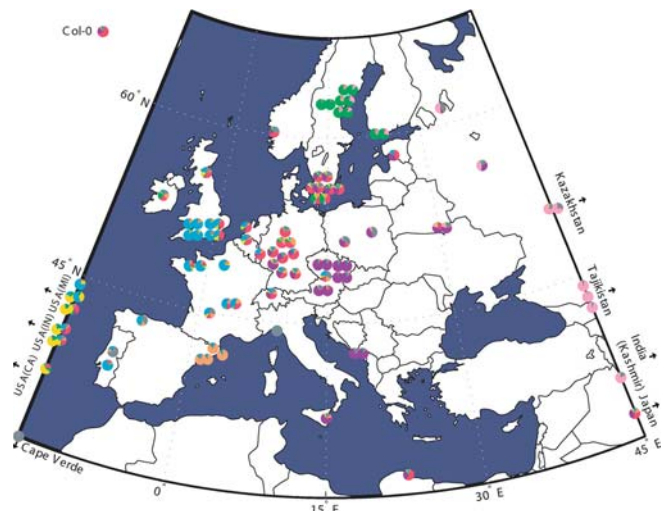 Col-0
60° N
45° N
USA(MI)
USA(IN)
USA(CA)
Cape Verde
0°
15° E
30° E
45 E
Kazakhstan
Tajikistan
India
(Kashmir)
Japan